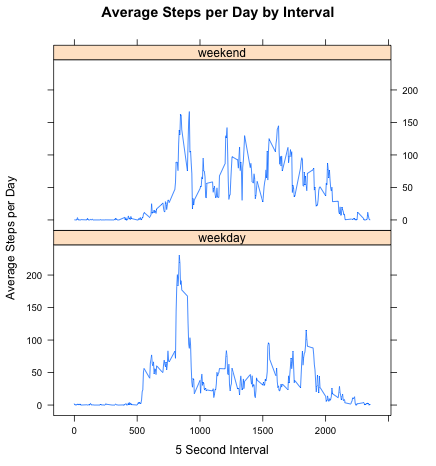 Average Steps per Day by Interval
weekend
200
150
100
50
0
weekday
200
150
100
50
0
Average Steps per Day
0 500 1000 1500 2000
5 Second Interval